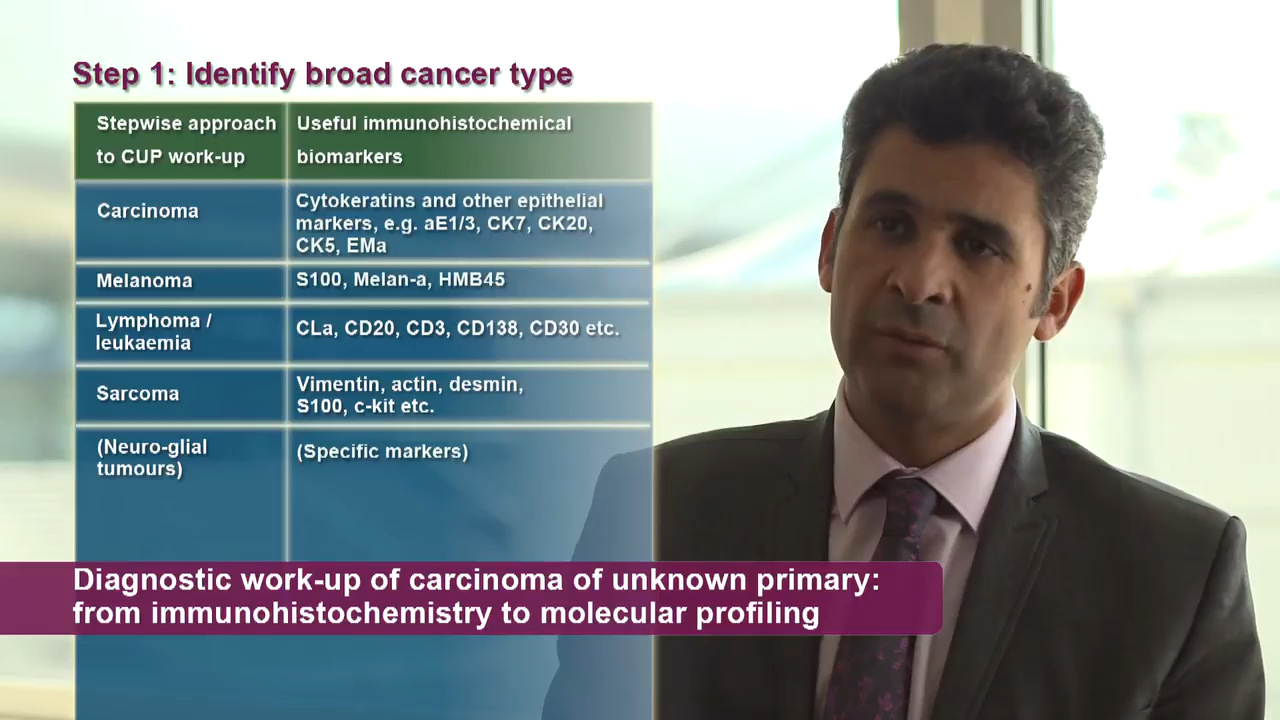 Step 1: Identify broad cancer type
Stepwise approach
to CUP work-up
Useful immunohistochemical
biomarkers
Carcinoma
Cytokeratins and other epithelial
markers, e.g. aE1/3, CK7, CK20,
CK5, EMa
Melanoma
S100, Melan-a, HMB45
Lymphoma /
leukaemia
CLa, CD20, CD3, CD138, CD30 etc.
Sarcoma
Vimentin, actin, desmin,
S100, c-kit etc.
(Neuro-glial
tumours)
(Specific markers)
Diagnostic work-up of carcinoma of unknown primary:
from immunohistochemistry to molecular profiling